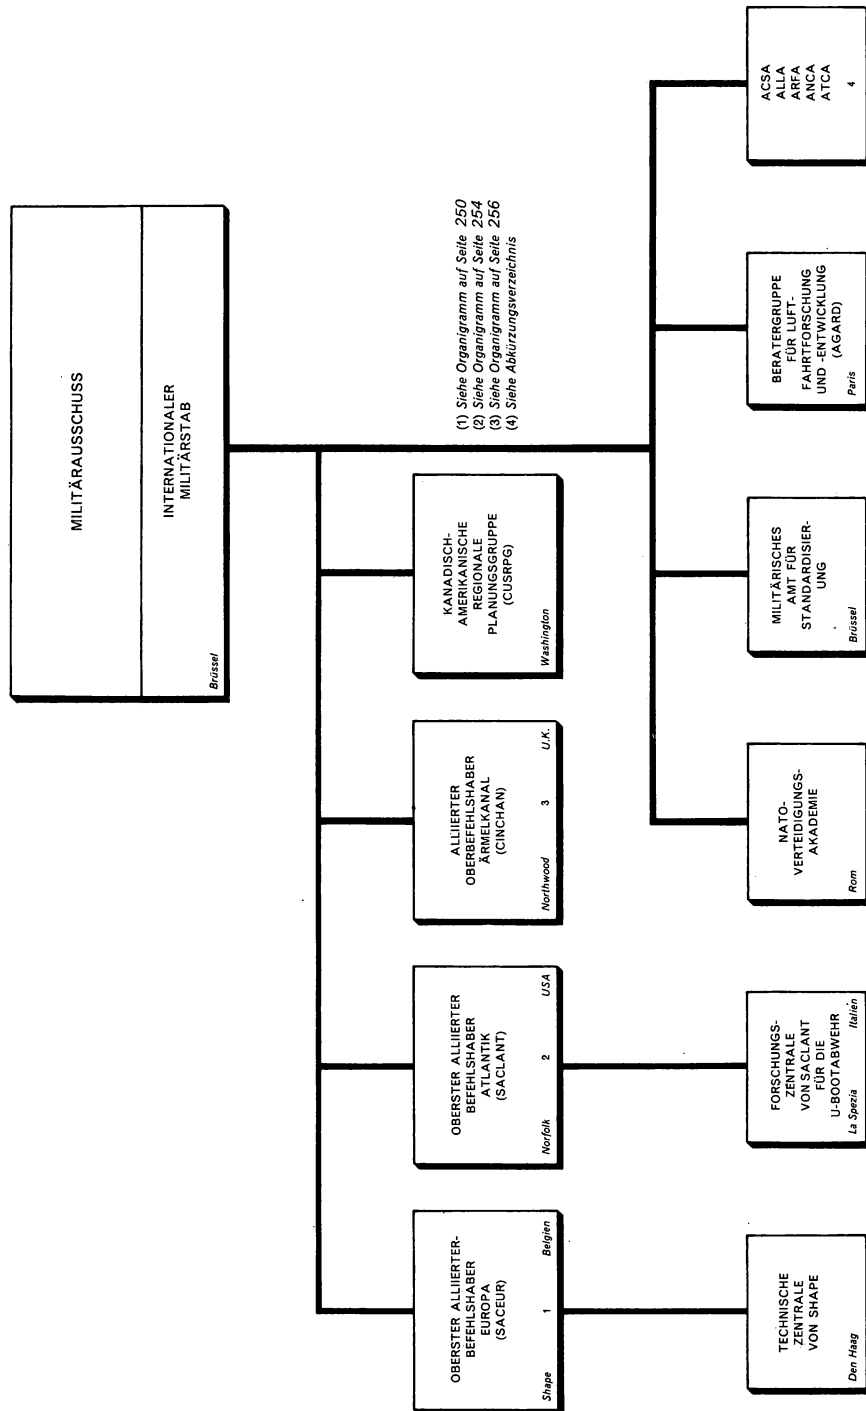 MILITÄRAUSSCHUSS
INTERNATIONALER
MILITÄRSTAB
Brüssel
OBERSTER ALLIIERTER-
BEFEHLSHABER
EUROPA
(SACEUR)
Shape 1 Belgien
OBERSTER ALLIIERTER
BEFEHLSHABER
ATLANTIK
(SACLANT)
Norfolk 2 USA
ALLIIERTER
OBERBEFEHLSHABER
ÄRMELKANAL
(CINCHAN)
Northwood 3 U.K.
KANADISCH-
AMERIKANISCHE
REGIONALE
PLANUNGSGRUPPE
(CUSRPG)
Washington
(1) Siehe Organigramm auf Seite 250
(2) Siehe Organigramm auf Seite 254
(3) Siehe Organigramm auf Seite 256
(4) Siehe Abkürzungsverzeichnis
TECHNISCHE
ZENTRALE
VON SHAPE
Den Haag
FORSCHUNGS-
ZENTRALE
VON SACLANT
FÜR DIE
U-BOOTABWEHR
La Spezia Italien
NATO-
VERTEIDIGUNGS-
AKADEMIE
Rom
MILITÄRISCHES
AMT FÜR
STANDARDISIER-
UNG
Brüssel
BERATERGRUPPE
FÜR LUFT-
FAHRTFORSCHUNG
UND -ENTWICKLUNG
(AGARD)
Paris
ACSA
ALLA
ARFA
ANCA
ATCA
4